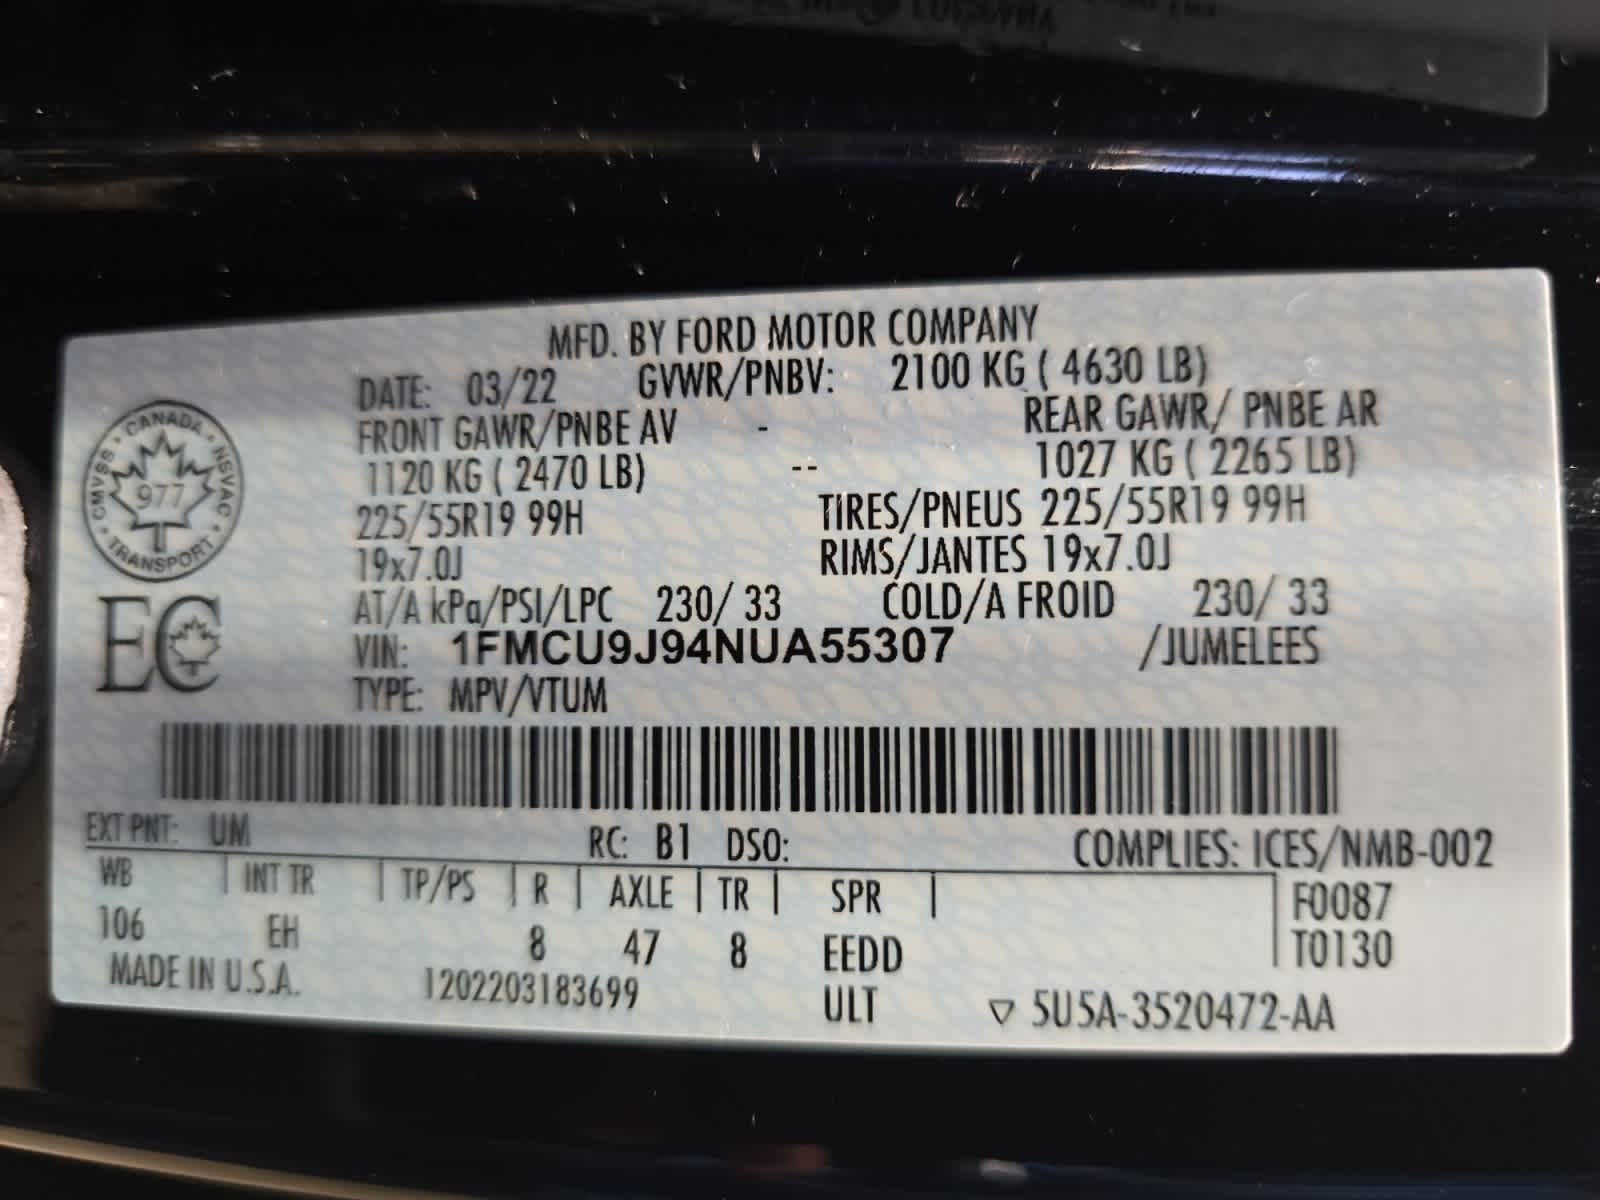 MFD. BY FORD MOTOR COMPANY
DATE: 03/22 GVWR/PNBV: 2100 KG ( 4630 LB)
FRONT GAWR/PNBE AV - REAR GAWR/ PNBE AR
1120 KG ( 2470 LB) -- 1027 KG ( 2265 LB)
225/55R19 99H TIRES/PNEUS 225/55R19 99H
19x7.0J RIMS/JANTES 19x7.0J
AT/A kPa/PSI/LPC 230/ 33 COLD/A FROID 230/ 33
VIN: 1FMCU9J94NUA55307 /JUMELEES
TYPE: MPV/VTUM
CANADA · NSVAC · TRANSPORT · CMVSS ·
977
EC
EXT PNT: UM RC: B1 DSO: COMPLIES: ICES/NMB-002
WB | INT TR | TP/PS | R | AXLE | TR | SPR | F0087
106 EH 8 47 8 EEDD T0130
MADE IN U.S.A. 1202203183699 ULT ▽ 5U5A-3520472-AA